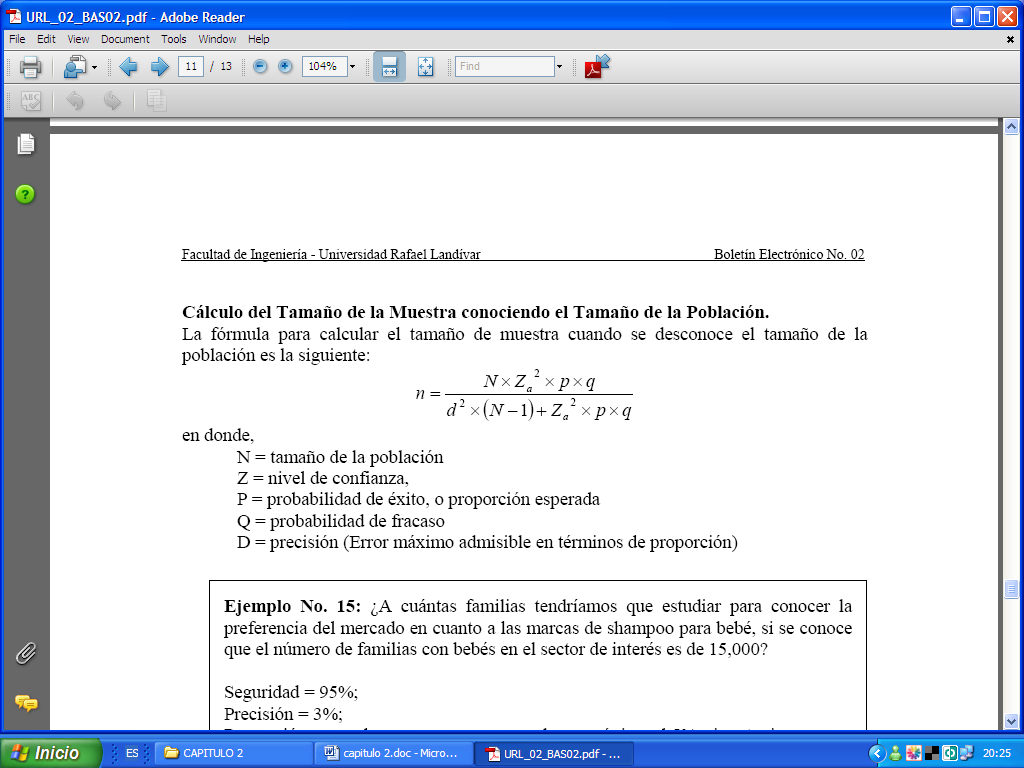 URL_02_BAS02.pdf - Adobe Reader
File Edit View Document Tools Window Help
11 / 13 104% Find
Facultad de Ingeniería - Universidad Rafael Landívar Boletín Electrónico No. 02
Cálculo del Tamaño de la Muestra conociendo el Tamaño de la Población.
La fórmula para calcular el tamaño de muestra cuando se desconoce el tamaño de la
población es la siguiente:
n = \frac{N × Z_a^2 × p × q}{d^2 × (N − 1) + Z_a^2 × p × q}
en donde,
N = tamaño de la población
Z = nivel de confianza,
P = probabilidad de éxito, o proporción esperada
Q = probabilidad de fracaso
D = precisión (Error máximo admisible en términos de proporción)
Ejemplo No. 15: ¿A cuántas familias tendríamos que estudiar para conocer la
preferencia del mercado en cuanto a las marcas de shampoo para bebé, si se conoce
que el número de familias con bebés en el sector de interés es de 15,000?
Seguridad = 95%;
Precisión = 3%;
Inicio ES CAPITULO 2 capitulo 2.doc - Micro... URL_02_BAS02.pdf - ... 20:25